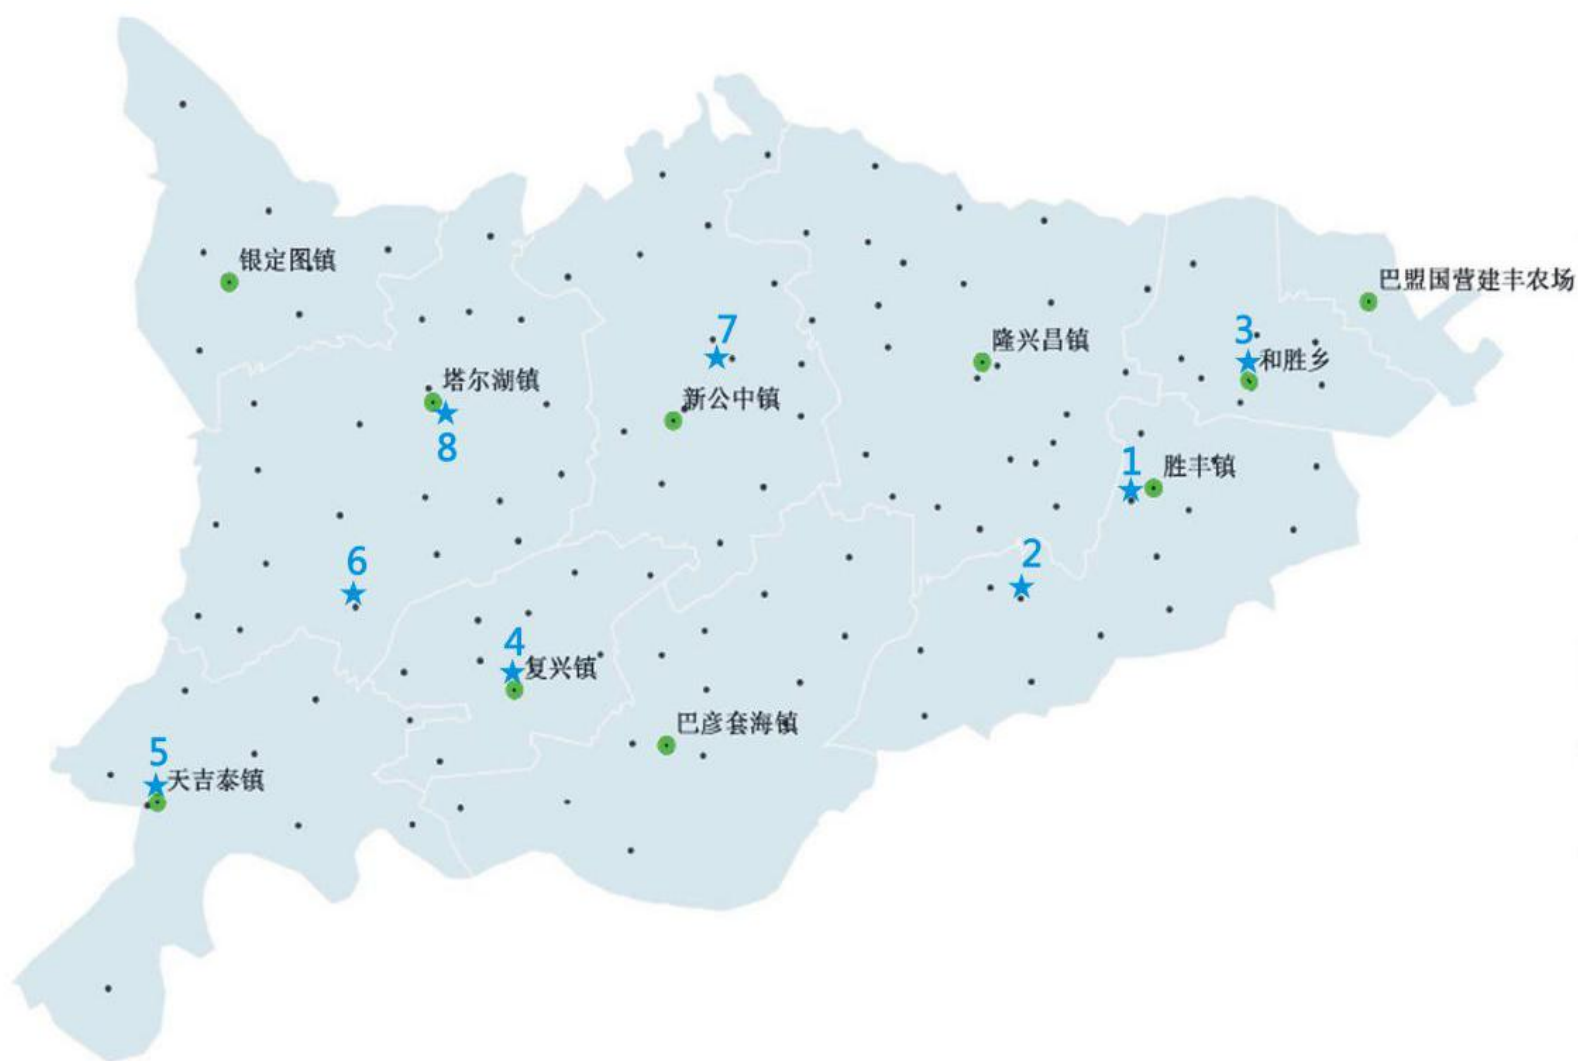 银定图镇
巴盟国营建丰农场
7
3
隆兴昌镇
和胜乡
塔尔湖镇
新公中镇
8
1
胜丰镇
6
2
4
复兴镇
巴彦套海镇
5
天吉泰镇